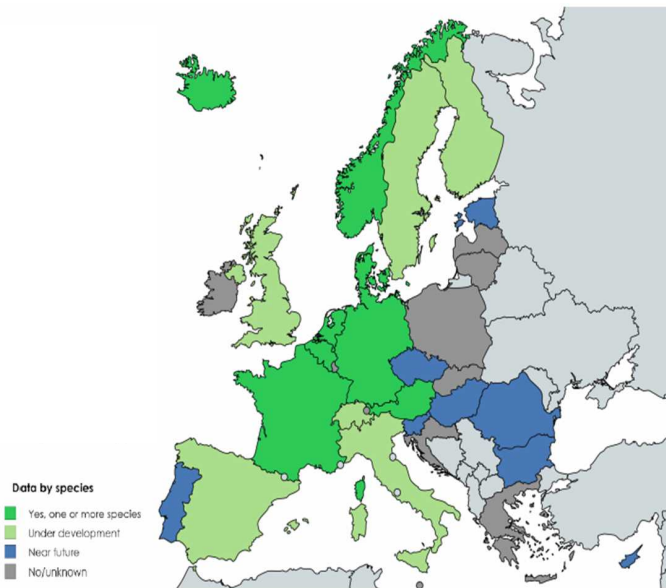 Data by species
Yes, one or more species
Under development
Near future
No/unknown